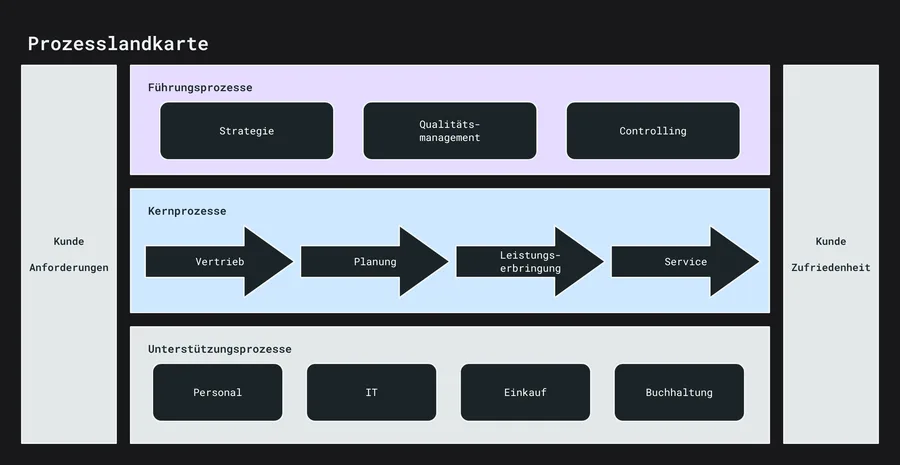 Prozesslandkarte
Kunde
Anforderungen
Führungsprozesse
Strategie
Qualitäts-
management
Controlling
Kernprozesse
Vertrieb
Planung
Leistungs-
erbringung
Service
Unterstützungsprozesse
Personal
IT
Einkauf
Buchhaltung
Kunde
Zufriedenheit